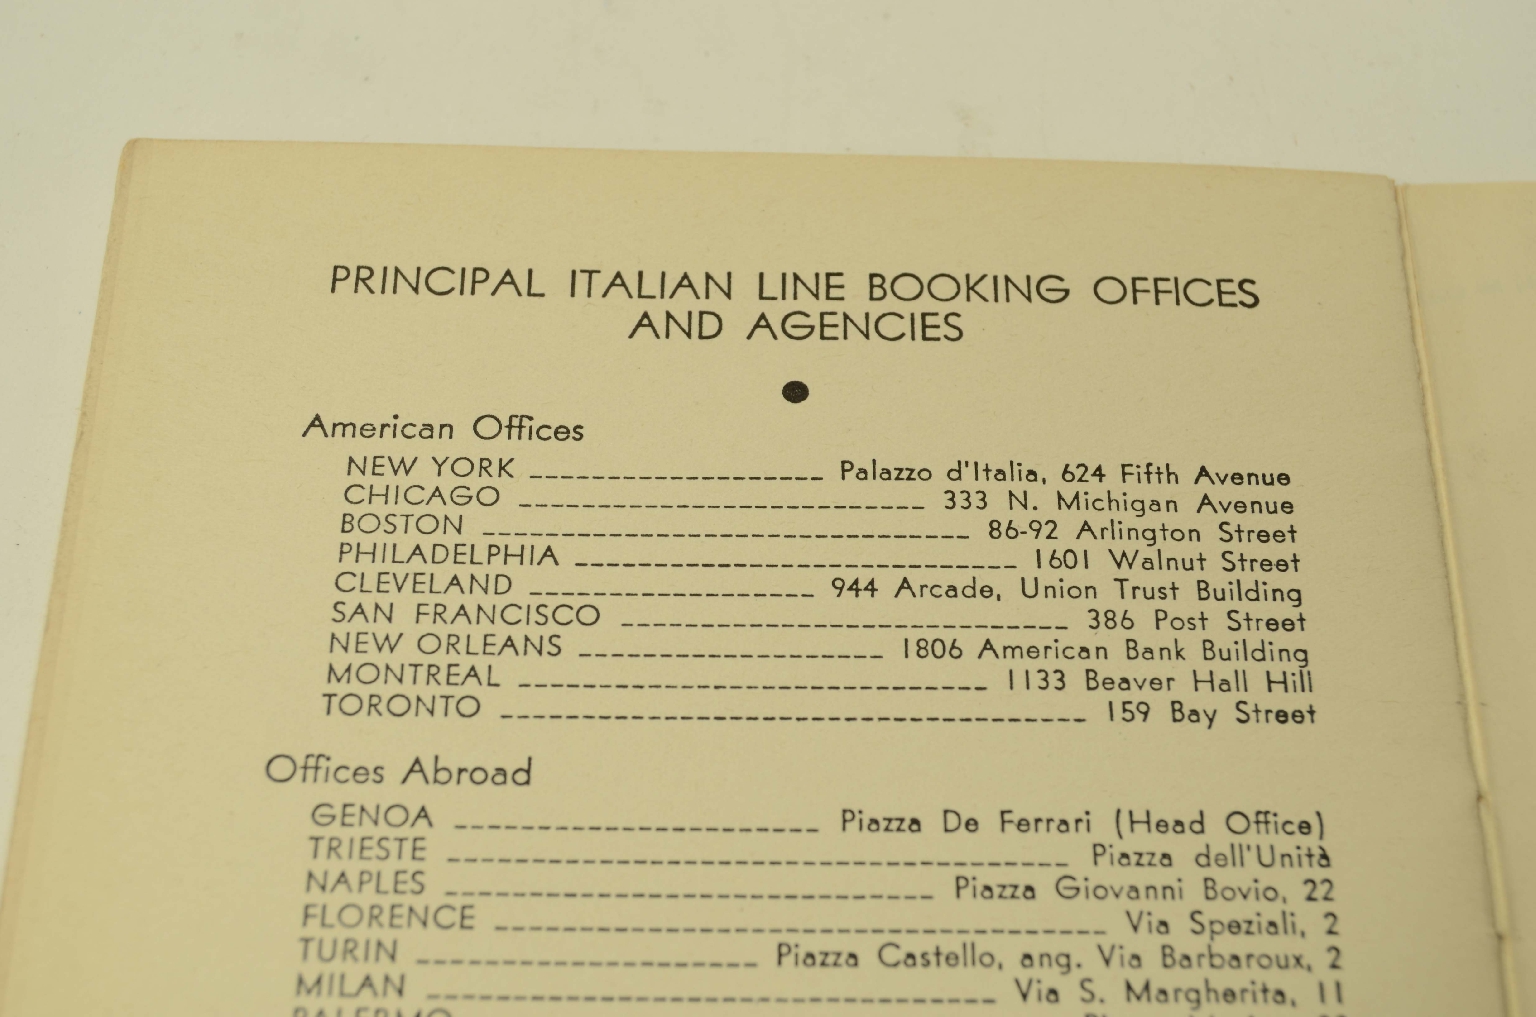 PRINCIPAL ITALIAN LINE BOOKING OFFICES
AND AGENCIES
American Offices
NEW YORK ------------------- Palazzo d'Italia, 624 Fifth Avenue
CHICAGO -------------------------- 333 N. Michigan Avenue
BOSTON ------------------------------- 86-92 Arlington Street
PHILADELPHIA ---------------------------- 1601 Walnut Street
CLEVELAND ------------------ 944 Arcade, Union Trust Building
SAN FRANCISCO ---------------------------- 386 Post Street
NEW ORLEANS ------------------- 1806 American Bank Building
MONTREAL ------------------------------ 1133 Beaver Hall Hill
TORONTO ------------------------------------- 159 Bay Street
Offices Abroad
GENOA ---------------------- Piazza De Ferrari (Head Office)
TRIESTE ------------------------------------- Piazza dell'Unità
NAPLES ----------------------------- Piazza Giovanni Bovio, 22
FLORENCE ------------------------------------ Via Speziali, 2
TURIN -------------------- Piazza Castello, ang. Via Barbaroux, 2
MILAN --------------------------------- Via S. Margherita, 11
PALERMO